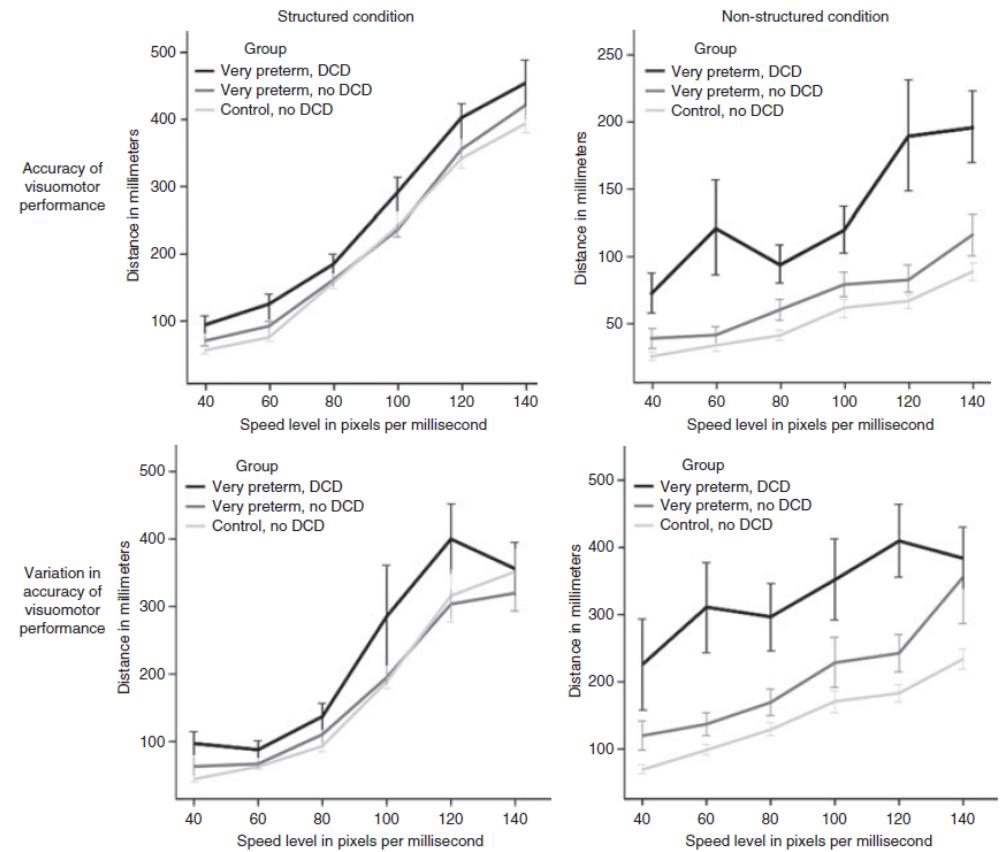 Structured condition
Non-structured condition
Accuracy of
visuomotor
performance
Distance in millimeters
500
400
300
200
100
Group
Very preterm, DCD
Very preterm, no DCD
Control, no DCD
40 60 80 100 120 140
Speed level in pixels per millisecond
Distance in millimeters
250
200
150
100
50
Group
Very preterm, DCD
Very preterm, no DCD
Control, no DCD
40 60 80 100 120 140
Speed level in pixels per millisecond
Variation in
accuracy of
visuomotor
performance
Distance in millimeters
500
400
300
200
100
Group
Very preterm, DCD
Very preterm, no DCD
Control, no DCD
40 60 80 100 120 140
Speed level in pixels per millisecond
Distance in millimeters
500
400
300
200
100
Group
Very preterm, DCD
Very preterm, no DCD
Control, no DCD
40 60 80 100 120 140
Speed level in pixels per millisecond